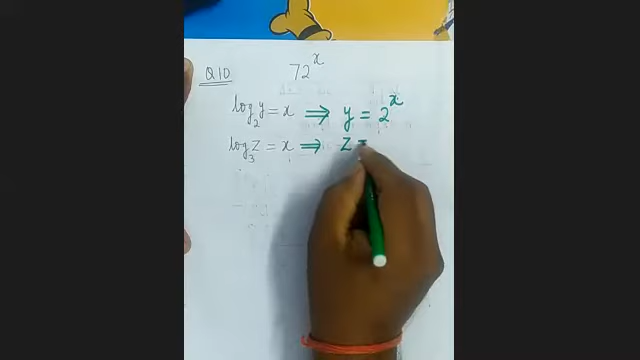 Q10 72^x
log₂y = x ⇒ y = 2^x
log₃z = x ⇒ z =